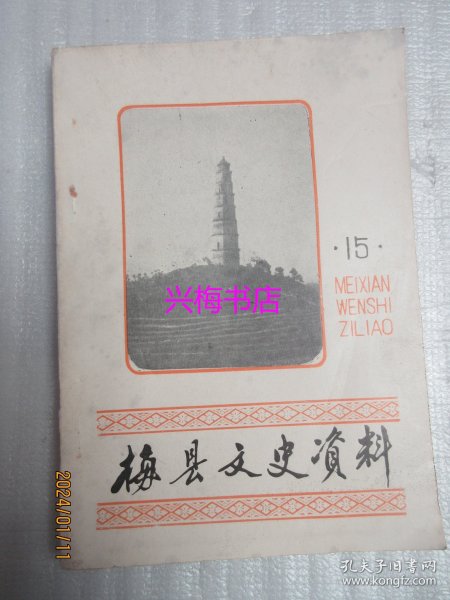 ·15·
MEIXIAN
WENSHI
ZILIAO
兴梅书店
梅县文史资料
2024/01/11
孔夫子旧书网
www.kongfz.com